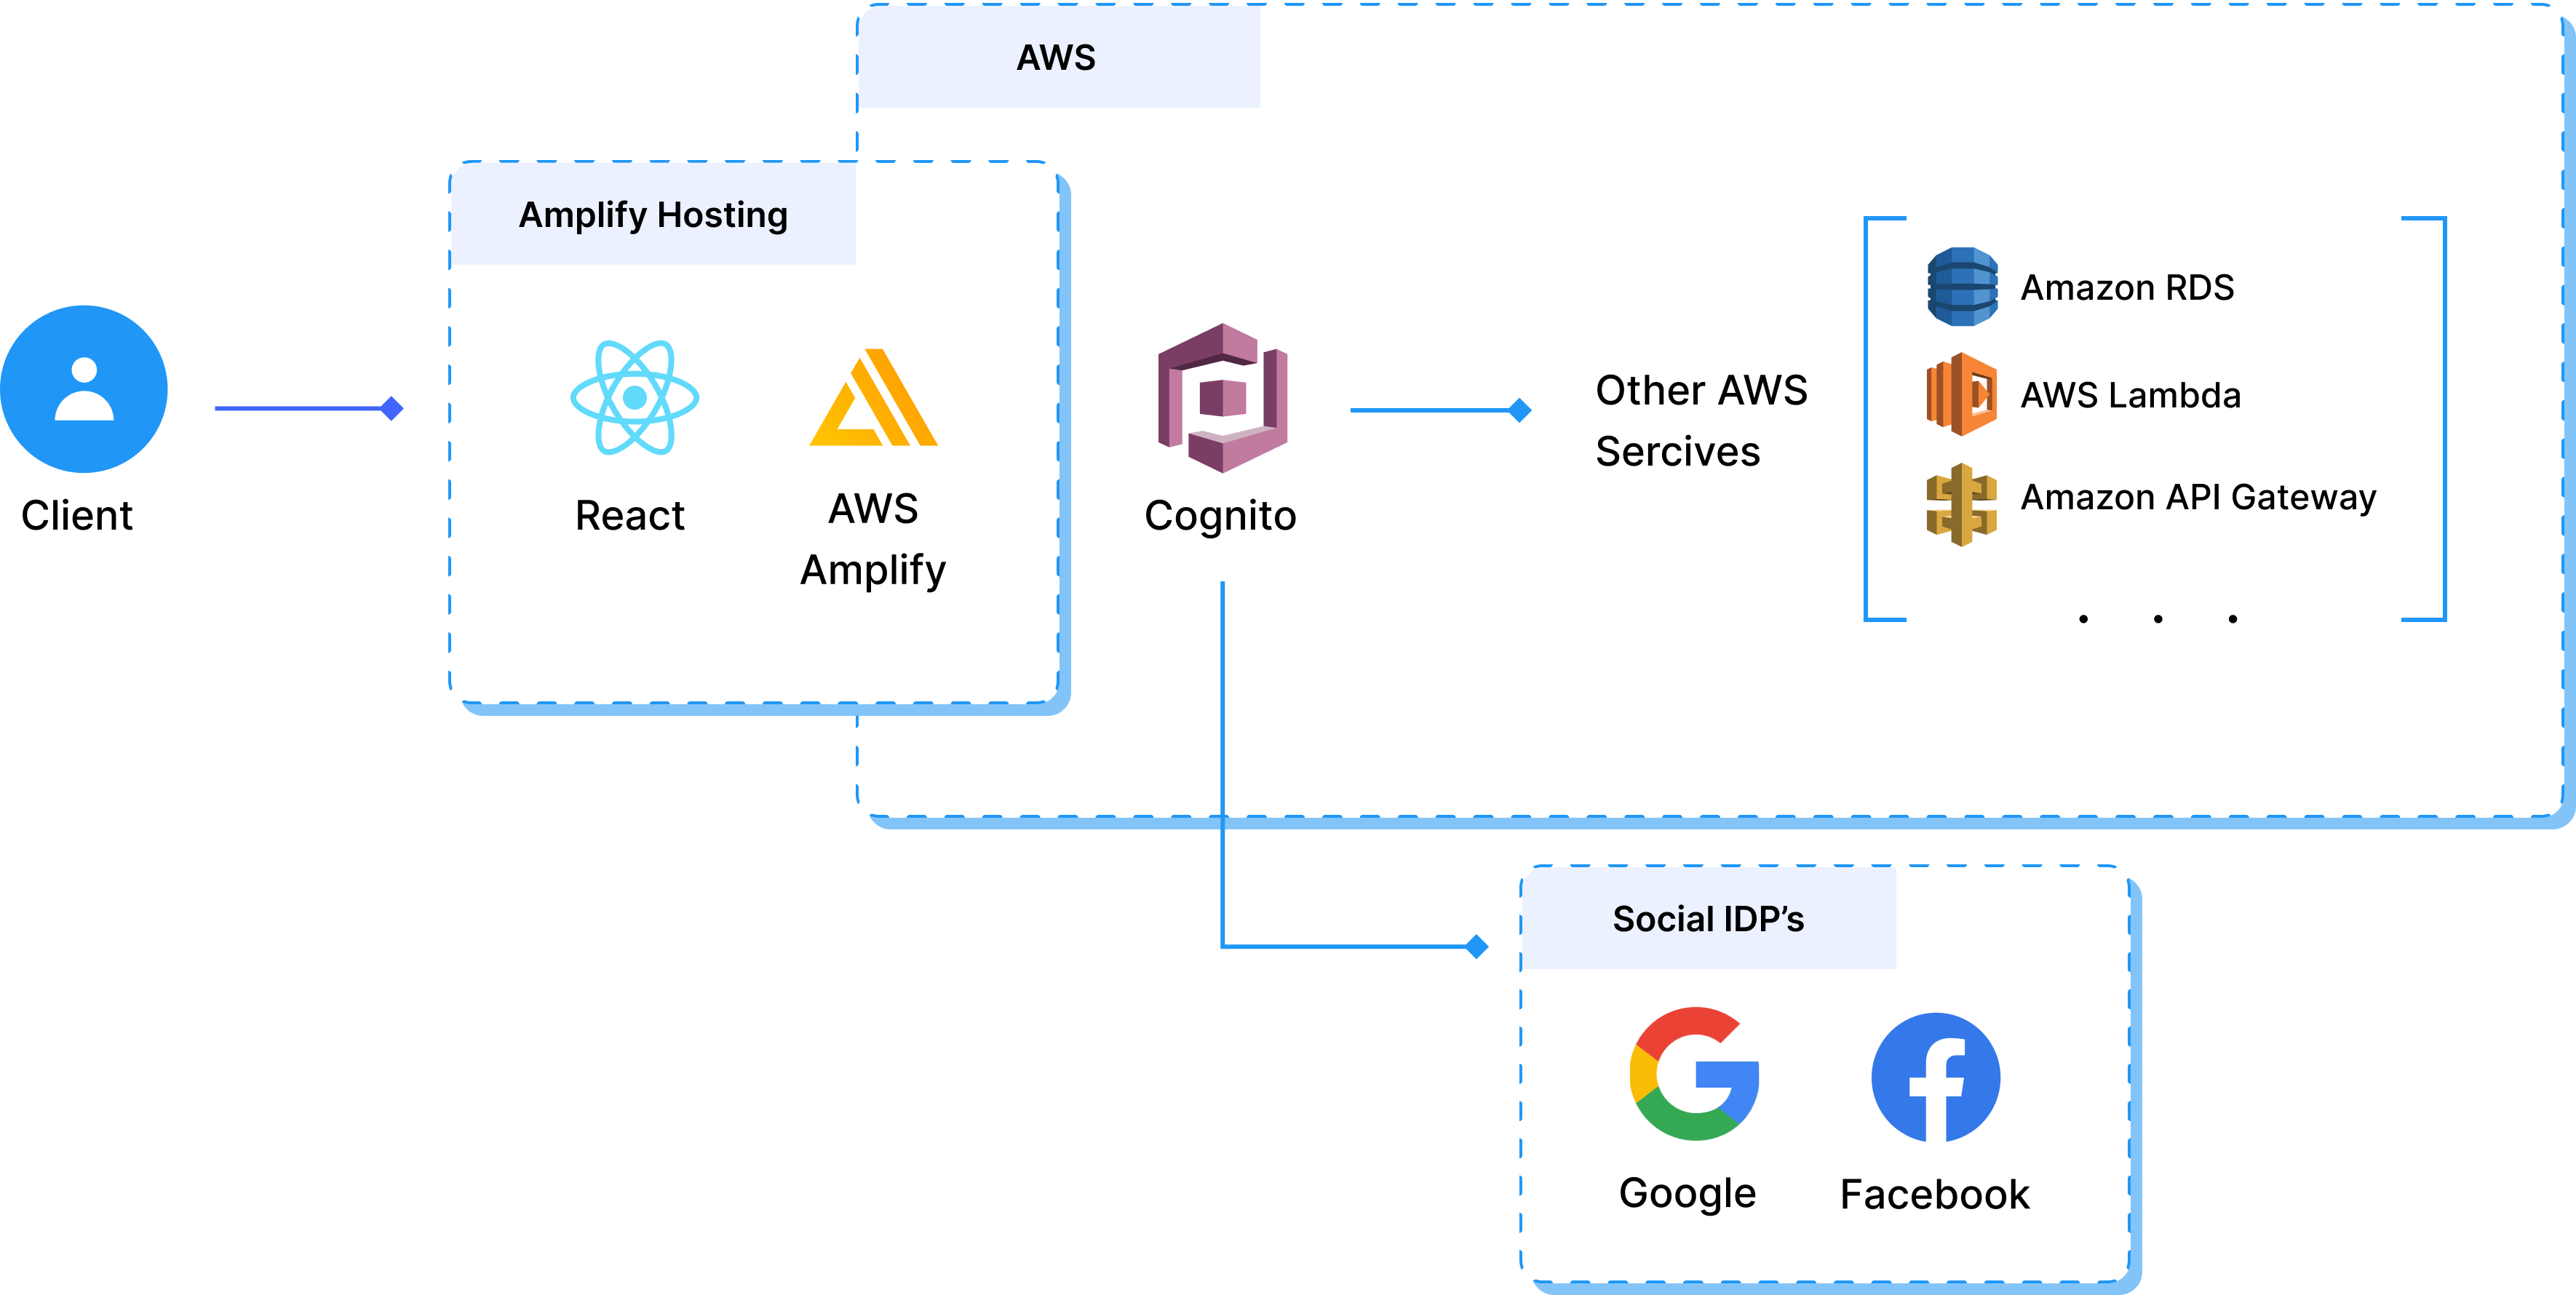 AWS
Amplify Hosting
Client
React
AWS
Amplify
Cognito
Other AWS
Sercives
Amazon RDS
AWS Lambda
Amazon API Gateway
. . .
Social IDP’s
Google
Facebook